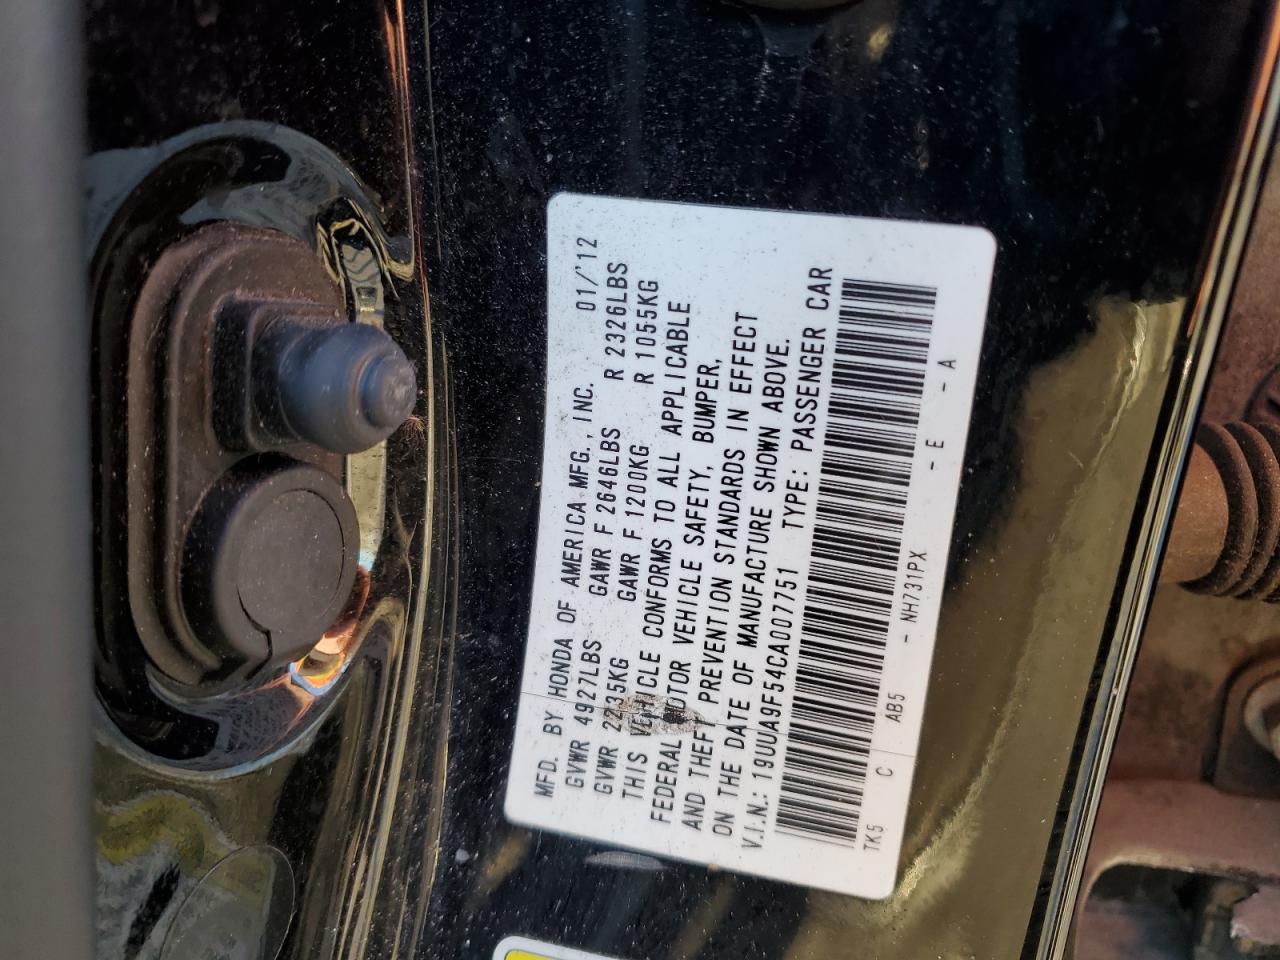 MFD. BY HONDA OF AMERICA MFG., INC. 01/'12
GVWR 4927LBS GAWR F 2646LBS R 2326LBS
GVWR 2235KG GAWR F 1200KG R 1055KG
THIS VEHICLE CONFORMS TO ALL APPLICABLE
FEDERAL MOTOR VEHICLE SAFETY, BUMPER,
AND THEFT PREVENTION STANDARDS IN EFFECT
ON THE DATE OF MANUFACTURE SHOWN ABOVE.
V.I.N.: 19UUA9F54CA007751 TYPE: PASSENGER CAR
TK5 C AB5 - NH731PX - E - A